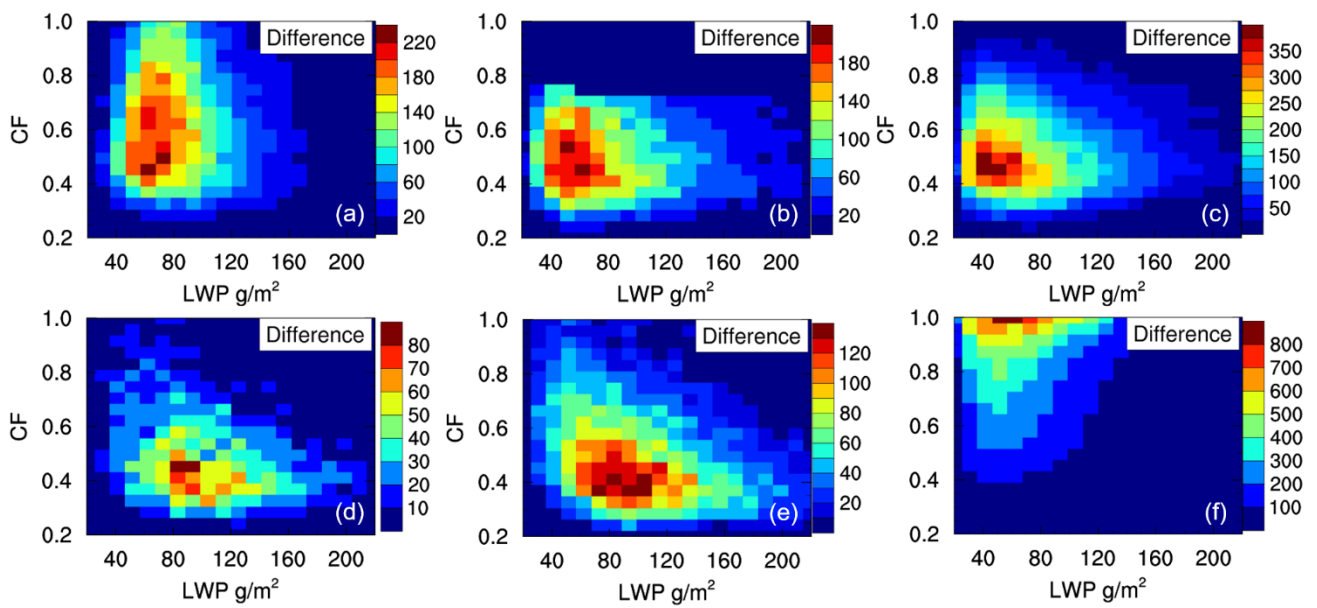 Difference
CF
1.0
0.8
0.6
0.4
0.2
40 80 120 160 200
LWP g/m²
220
180
140
100
60
20
(a)
Difference
CF
1.0
0.8
0.6
0.4
0.2
40 80 120 160 200
LWP g/m²
180
140
100
60
20
(b)
Difference
CF
1.0
0.8
0.6
0.4
0.2
40 80 120 160 200
LWP g/m²
350
300
250
200
150
100
50
(c)
Difference
CF
1.0
0.8
0.6
0.4
0.2
40 80 120 160 200
LWP g/m²
80
70
60
50
40
30
20
10
(d)
Difference
CF
1.0
0.8
0.6
0.4
0.2
40 80 120 160 200
LWP g/m²
120
100
80
60
40
20
(e)
Difference
1.0
0.8
0.6
0.4
0.2
40 80 120 160 200
LWP g/m²
800
700
600
500
400
300
200
100
(f)